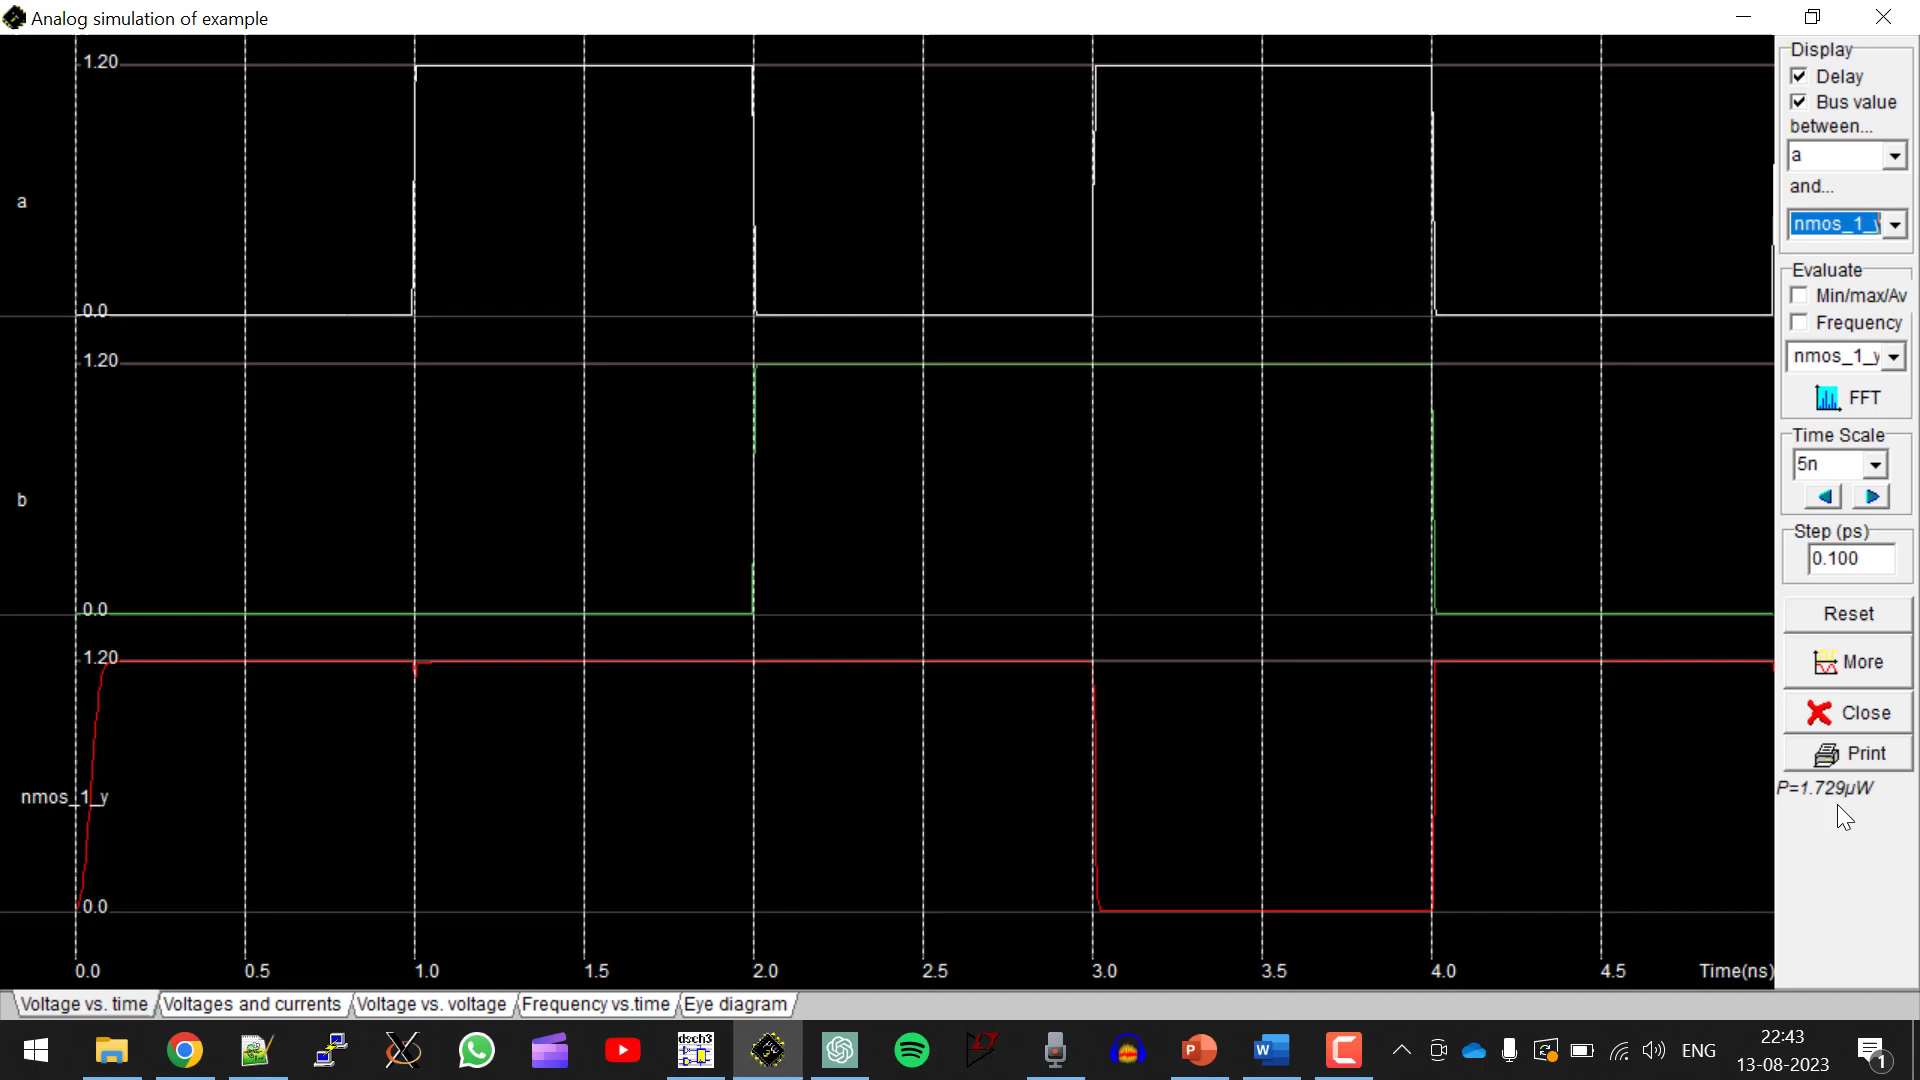 Analog simulation of example
1.20
a
0.0
1.20
b
0.0
1.20
nmos_1_y
0.0
0.0 0.5 1.0 1.5 2.0 2.5 3.0 3.5 4.0 4.5 Time(ns)
Display
Delay
Bus value
between...
a
and...
nmos_1_y
Evaluate
Min/max/Av
Frequency
nmos_1_y
FFT
Time Scale
5n
Step (ps)
0.100
Reset
More
Close
Print
P=1.729µW
Voltage vs. time Voltages and currents Voltage vs. voltage Frequency vs.time Eye diagram
dsch3
P
W
LT
C
ENG
22:43
13-08-2023
1